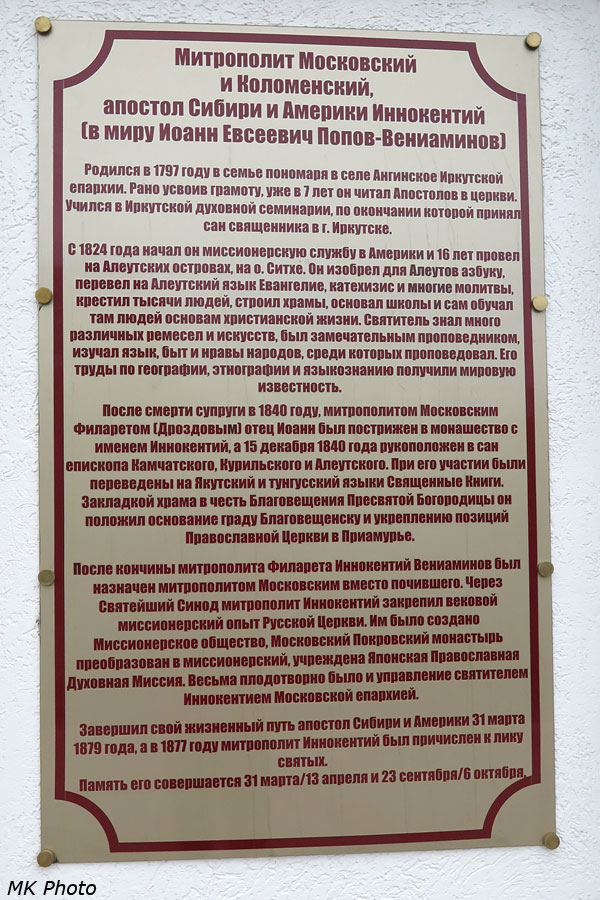 Митрополит Московский
и Коломенский,
апостол Сибири и Америки Иннокентий
(в миру Иоанн Евсеевич Попов-Вениаминов)
Родился в 1797 году в семье пономаря в селе Ангинское Иркутской
епархии. Рано усвоив грамоту, уже в 7 лет он читал Апостолов в церкви.
Учился в Иркутской духовной семинарии, по окончании которой принял
сан священника в г. Иркутске.
С 1824 года начал он миссионерскую службу в Америки и 16 лет провел
на Алеутских островах, на о. Ситхе. Он изобрел для Алеутов азбуку,
перевел на Алеутский язык Евангелие, катехизис и многие молитвы,
крестил тысячи людей, строил храмы, основал школы и сам обучал
там людей основам христианской жизни. Святитель знал много
различных ремесел и искусств, был замечательным проповедником,
изучал язык, быт и нравы народов, среди которых проповедовал. Его
труды по географии, этнографии и языкознанию получили мировую
известность.
После смерти супруги в 1840 году, митрополитом Московским
Филаретом (Дроздовым) отец Иоанн был пострижен в монашество с
именем Иннокентий, а 15 декабря 1840 года рукоположен в сан
епископа Камчатского, Курильского и Алеутского. При его участии были
переведены на Якутский и тунгусский языки Священные Книги.
Закладкой храма в честь Благовещения Пресвятой Богородицы он
положил основание граду Благовещенску и укреплению позиций
Православной Церкви в Приамурье.
После кончины митрополита Филарета Иннокентий Вениаминов был
назначен митрополитом Московским вместо почившего. Через
Святейший Синод митрополит Иннокентий закрепил вековой
миссионерский опыт Русской Церкви. Им было создано
Миссионерское общество, Московский Покровский монастырь
преобразован в миссионерский, учреждена Японская Православная
Духовная Миссия. Весьма плодотворно было и управление святителем
Иннокентием Московской епархией.
Завершил свой жизненный путь апостол Сибири и Америки 31 марта
1879 года, а в 1877 году митрополит Иннокентий был причислен к лику
святых.
Память его совершается 31 марта/13 апреля и 23 сентября/6 октября.
MK Photo